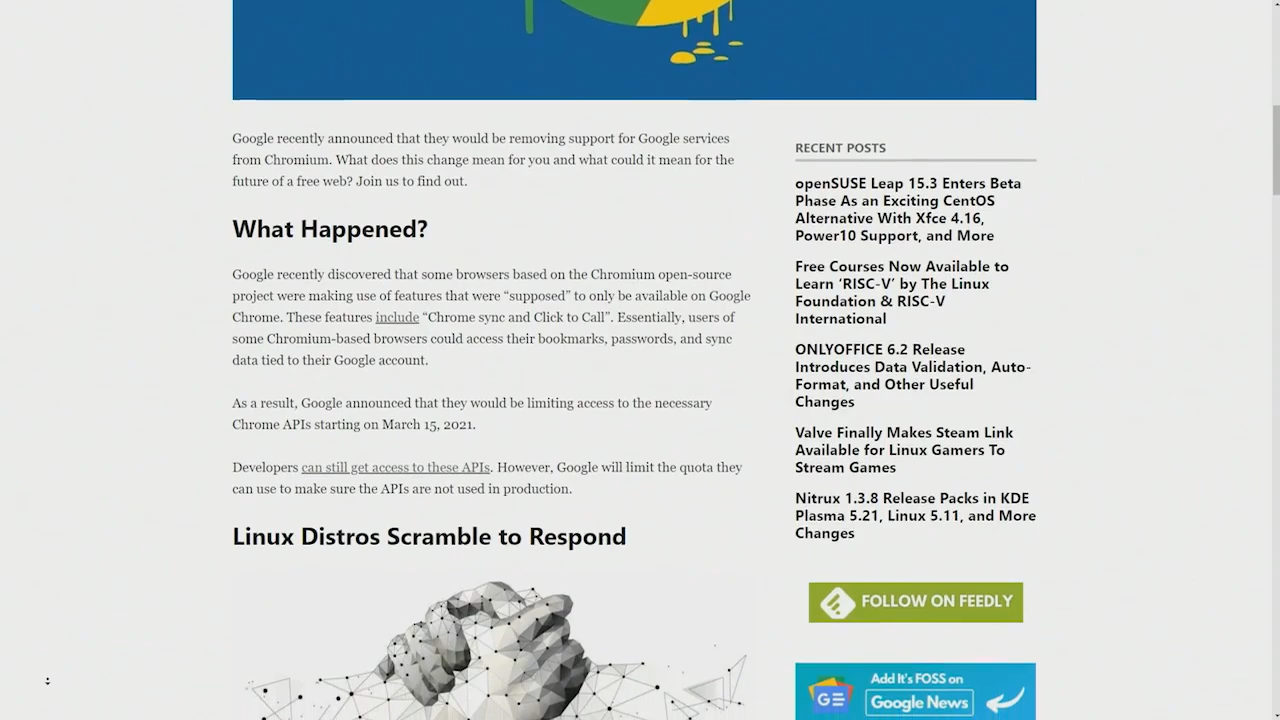 Google recently announced that they would be removing support for Google services
from Chromium. What does this change mean for you and what could it mean for the
future of a free web? Join us to find out.
What Happened?
Google recently discovered that some browsers based on the Chromium open-source
project were making use of features that were “supposed” to only be available on Google
Chrome. These features include “Chrome sync and Click to Call”. Essentially, users of
some Chromium-based browsers could access their bookmarks, passwords, and sync
data tied to their Google account.
As a result, Google announced that they would be limiting access to the necessary
Chrome APIs starting on March 15, 2021.
Developers can still get access to these APIs. However, Google will limit the quota they
can use to make sure the APIs are not used in production.
Linux Distros Scramble to Respond
RECENT POSTS
openSUSE Leap 15.3 Enters Beta
Phase As an Exciting CentOS
Alternative With Xfce 4.16,
Power10 Support, and More
Free Courses Now Available to
Learn ‘RISC-V’ by The Linux
Foundation & RISC-V
International
ONLYOFFICE 6.2 Release
Introduces Data Validation, Auto-
Format, and Other Useful
Changes
Valve Finally Makes Steam Link
Available for Linux Gamers To
Stream Games
Nitrux 1.3.8 Release Packs in KDE
Plasma 5.21, Linux 5.11, and More
Changes
FOLLOW ON FEEDLY
Add It's FOSS on
GE Google News